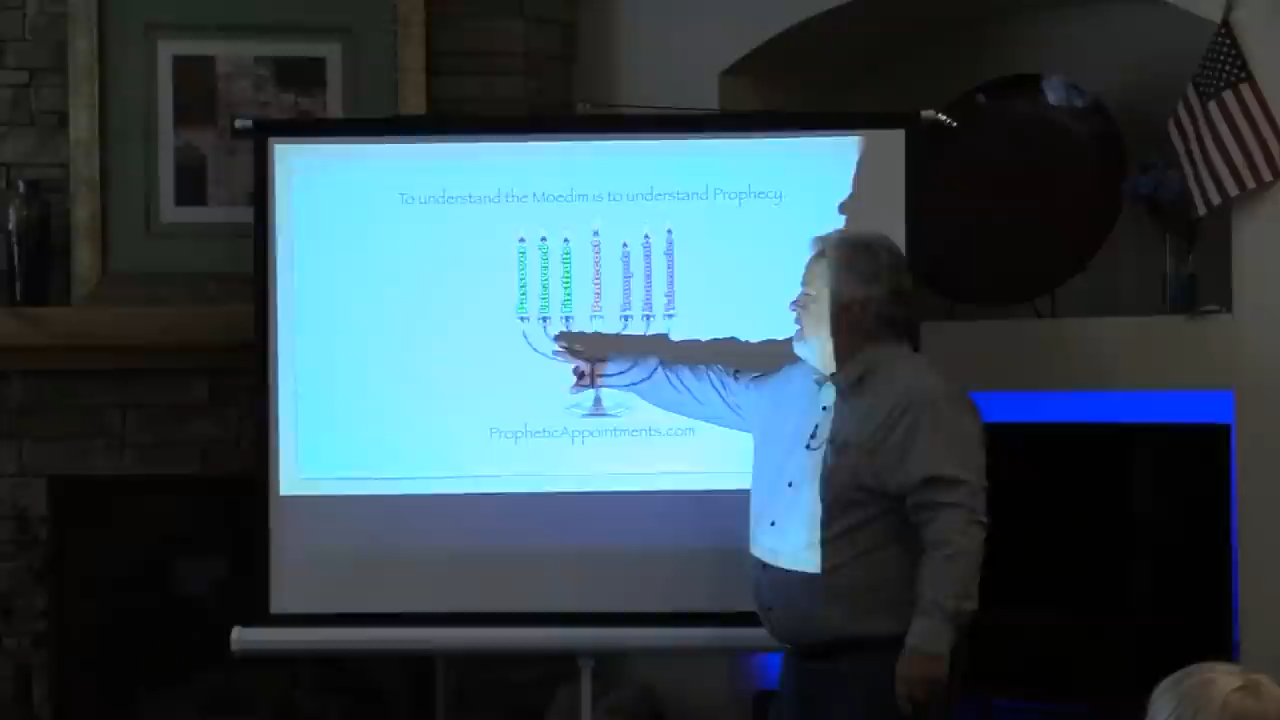 To understand the Moedim is to understand Prophecy.
Passover
Unleavened
Firstfruits
Pentecost
Trumpets
Atonement
Tabernacles
PropheticAppointments.com